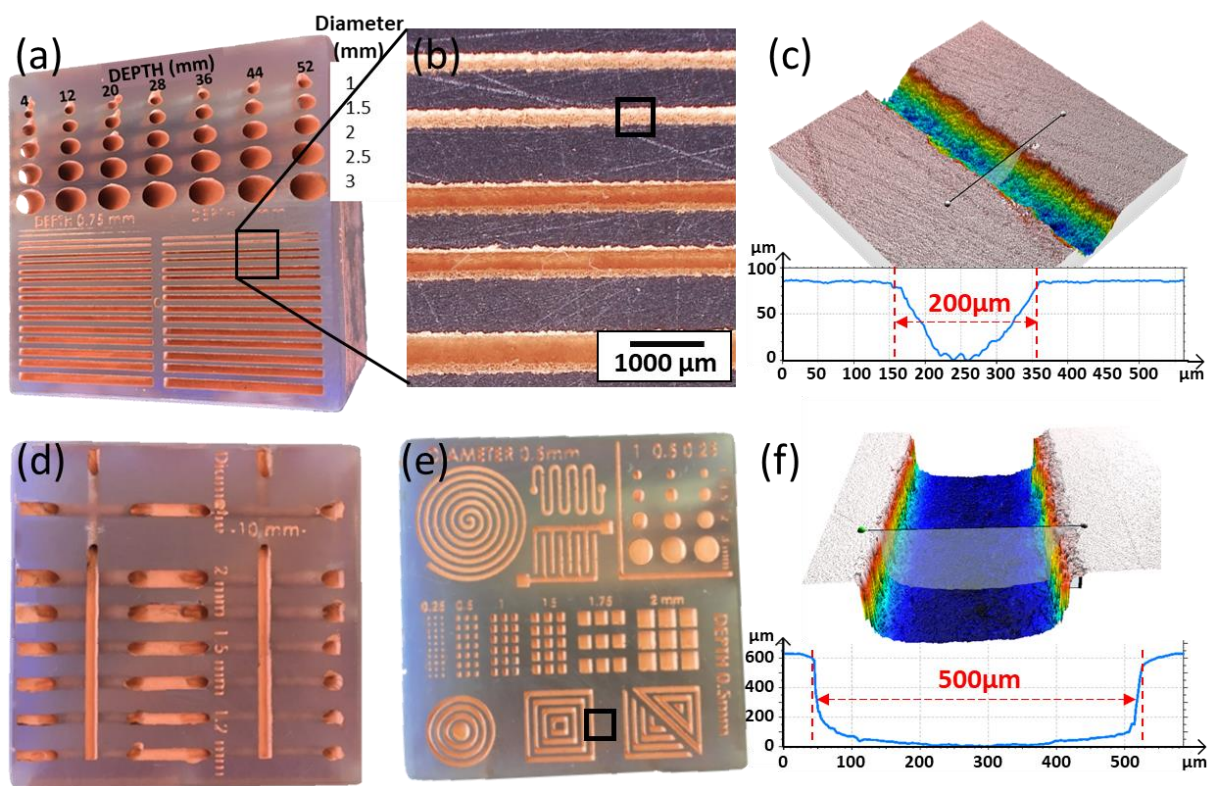 (a)
DEPTH (mm)
4 12 20 28 36 44 52
Diameter
(mm)
1
1.5
2
2.5
3
DEPTH 0.75 mm
(b)
1000 µm
(c)
µm
100
50
0
200µm
0 50 100 150 200 250 300 350 400 450 500
µm
(d)
Diametre
-10 mm-
2 mm
1.5 mm
1.2 mm
(e)
DIAMETER 0.5mm
1 0.5 0.25
0.25 0.5 1 1.5 1.75 2 mm
DEPTH 0.5mm
(f)
µm
600
400
200
0
500µm
0 100 200 300 400 500
µm